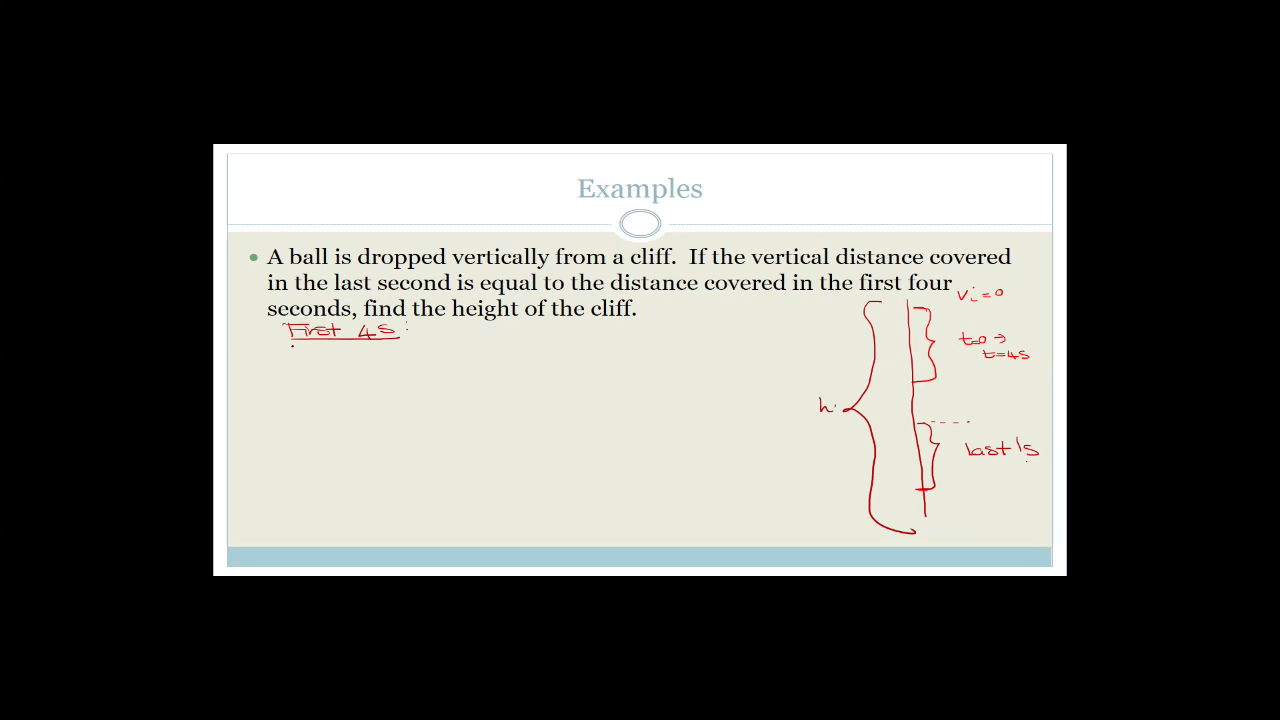 Examples
A ball is dropped vertically from a cliff. If the vertical distance covered
in the last second is equal to the distance covered in the first four
seconds, find the height of the cliff.
First 4s:
vi=0
t=0 →
t=4s
h
last 1s